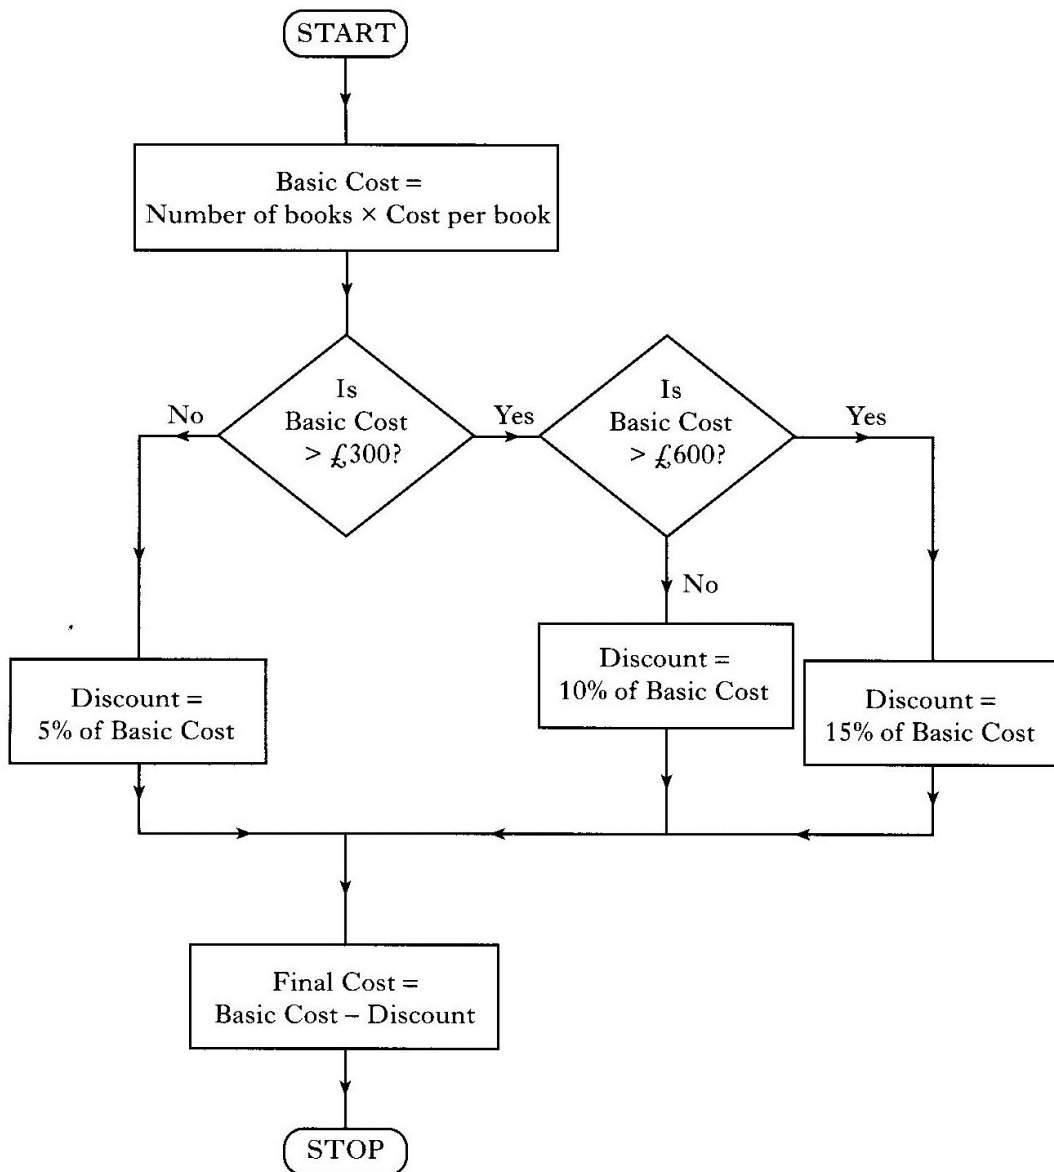 START
Basic Cost =
Number of books × Cost per book
Is
Basic Cost
> £300?
No
Yes
Is
Basic Cost
> £600?
Yes
No
Discount =
5% of Basic Cost
Discount =
10% of Basic Cost
Discount =
15% of Basic Cost
Final Cost =
Basic Cost – Discount
STOP